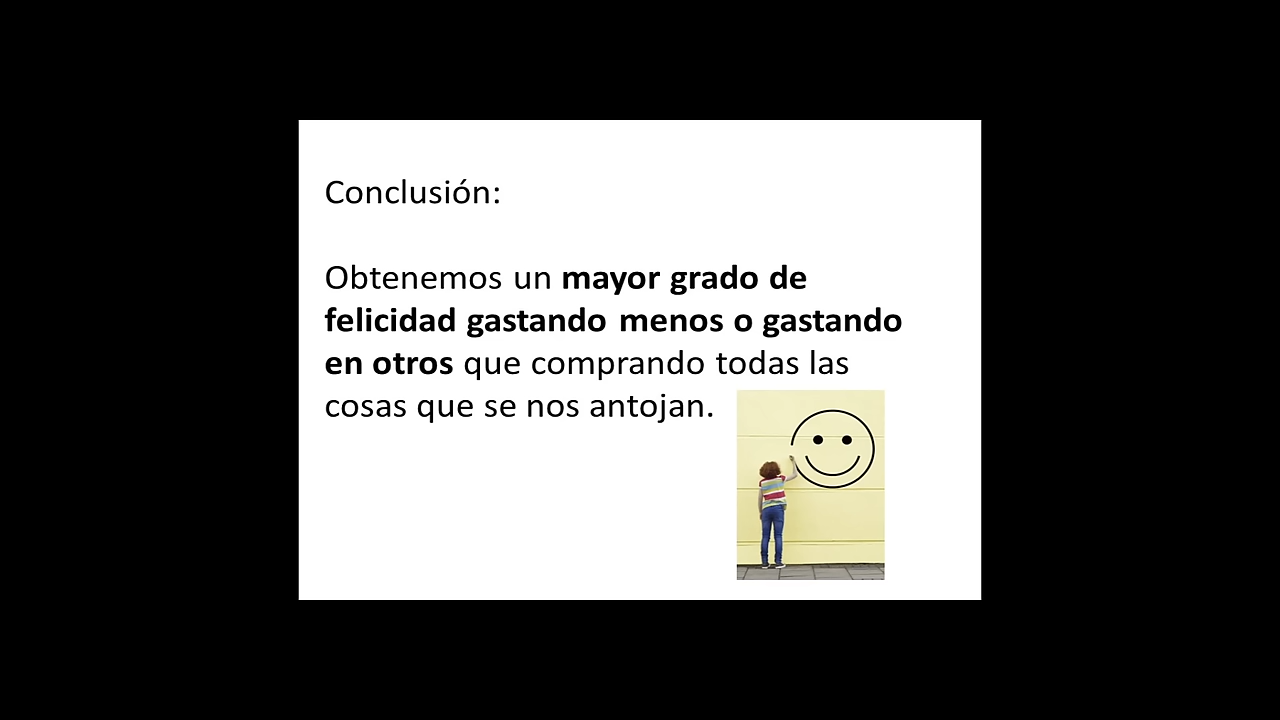 Conclusión:
Obtenemos un mayor grado de
felicidad gastando menos o gastando
en otros que comprando todas las
cosas que se nos antojan.